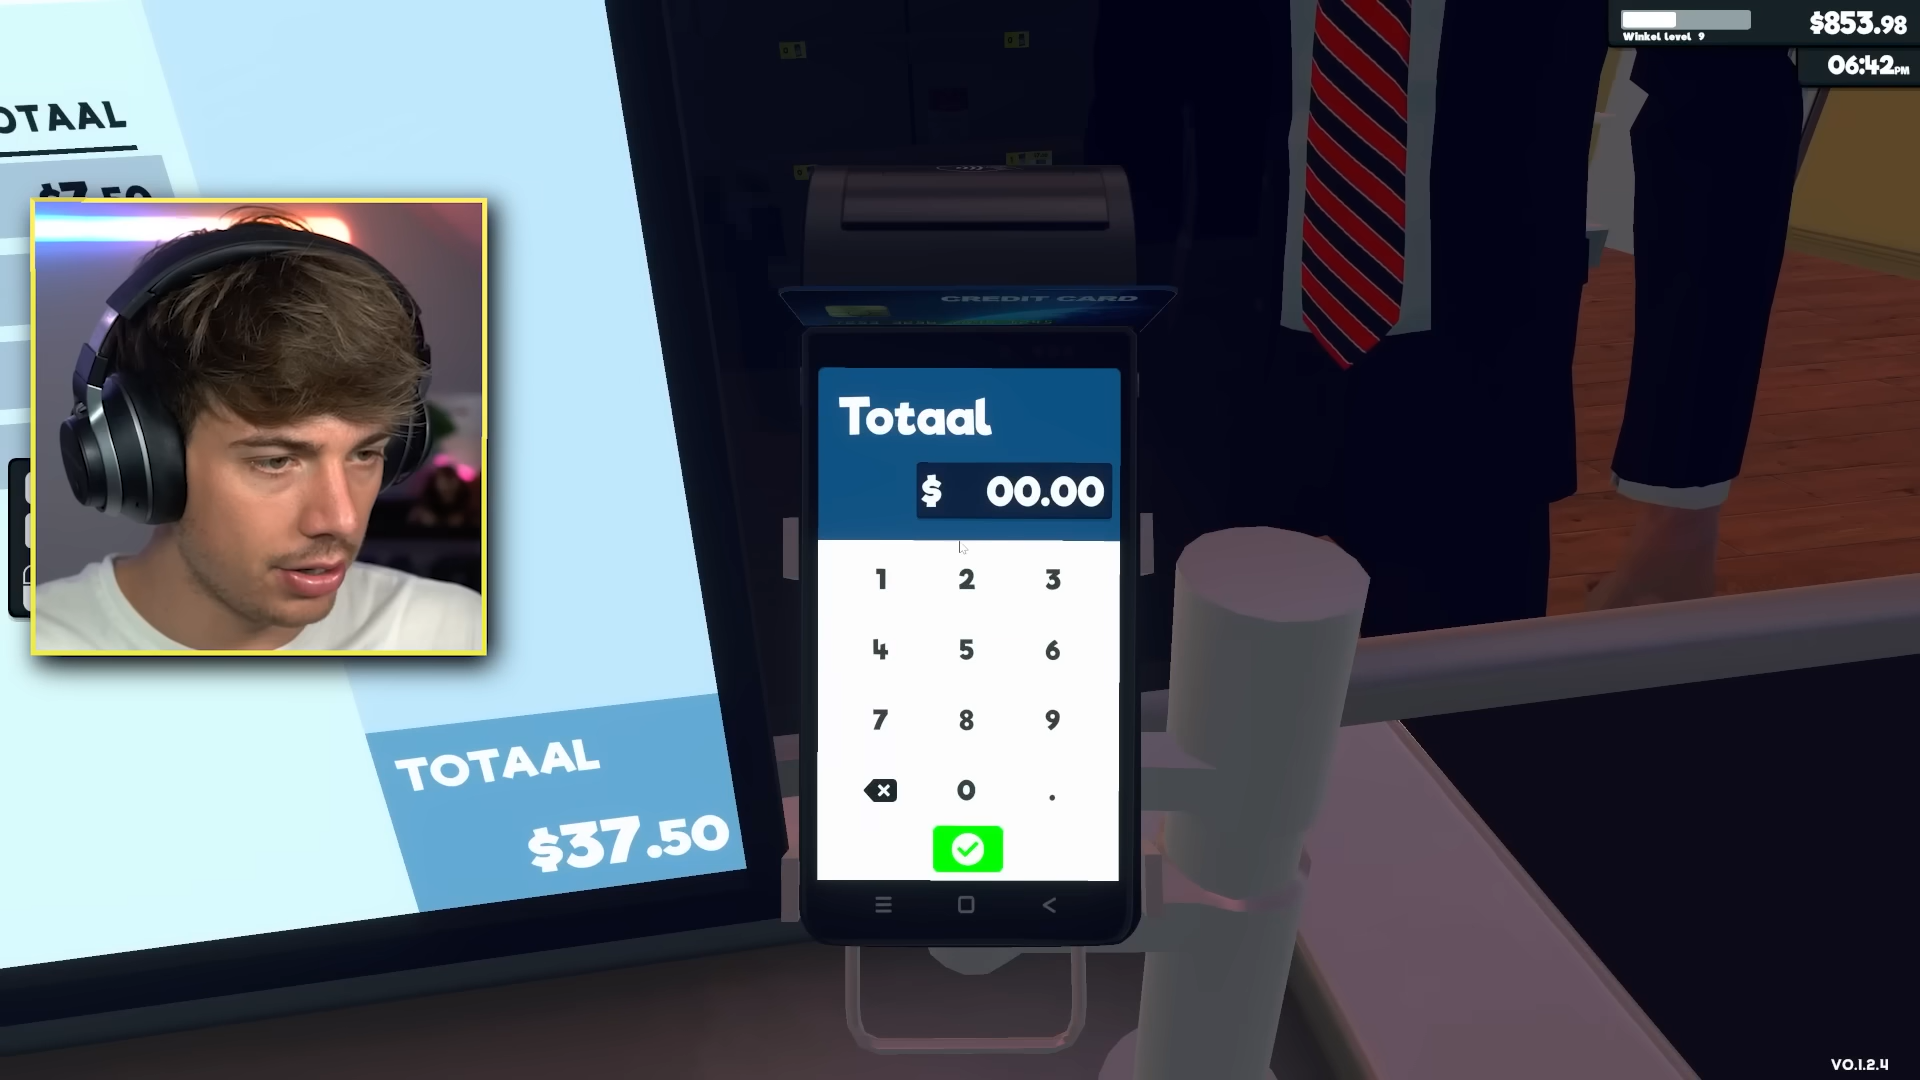 $853.98
Winkel level 9
06:42PM
TOTAAL
CREDIT CARD
Totaal
$ 00.00
1 2 3
4 5 6
7 8 9
0 .
TOTAAL
$37.50
V0.1.2.4